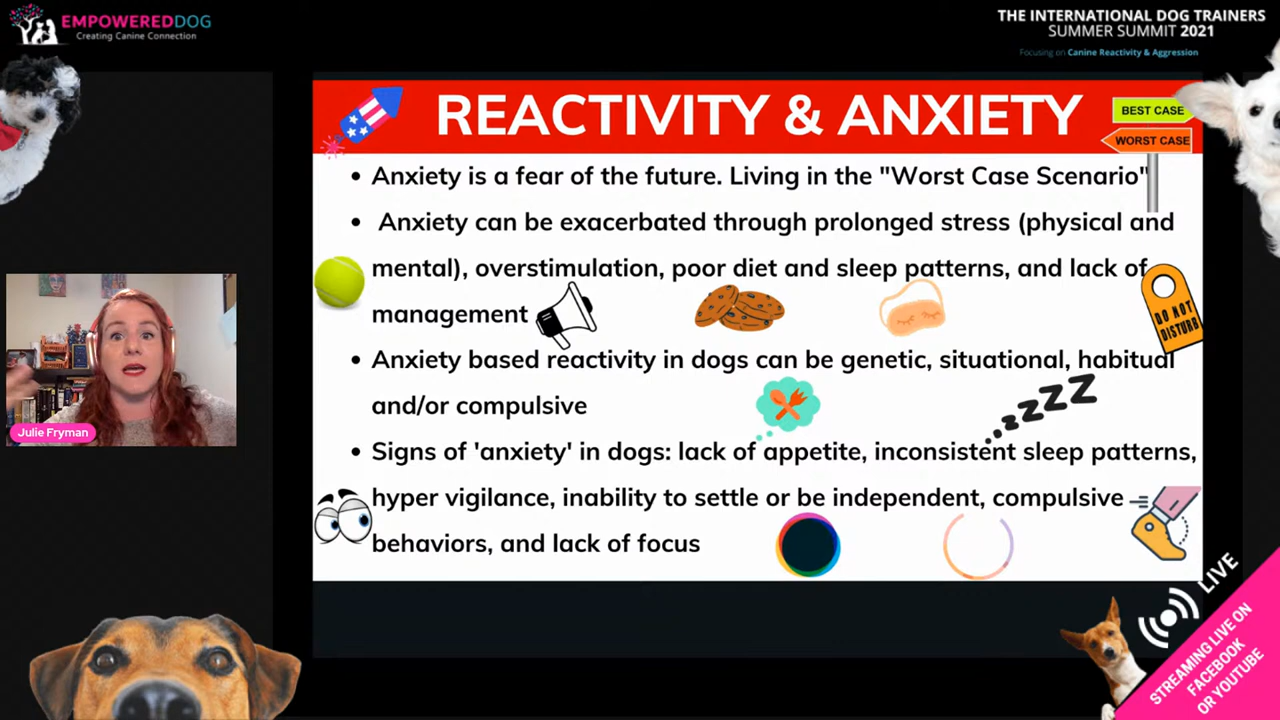 EMPOWEREDDOG
Creating Canine Connection
THE INTERNATIONAL DOG TRAINERS
SUMMER SUMMIT 2021
Focusing on Canine Reactivity & Aggression
REACTIVITY & ANXIETY
BEST CASE
WORST CASE
• Anxiety is a fear of the future. Living in the "Worst Case Scenario"
• Anxiety can be exacerbated through prolonged stress (physical and
mental), overstimulation, poor diet and sleep patterns, and lack of
management
DO NOT
DISTURB
• Anxiety based reactivity in dogs can be genetic, situational, habitual
and/or compulsive
zzZZZ
• Signs of 'anxiety' in dogs: lack of appetite, inconsistent sleep patterns,
hyper vigilance, inability to settle or be independent, compulsive
behaviors, and lack of focus
Julie Fryman
LIVE
STREAMING LIVE ON
FACEBOOK
OR YOUTUBE